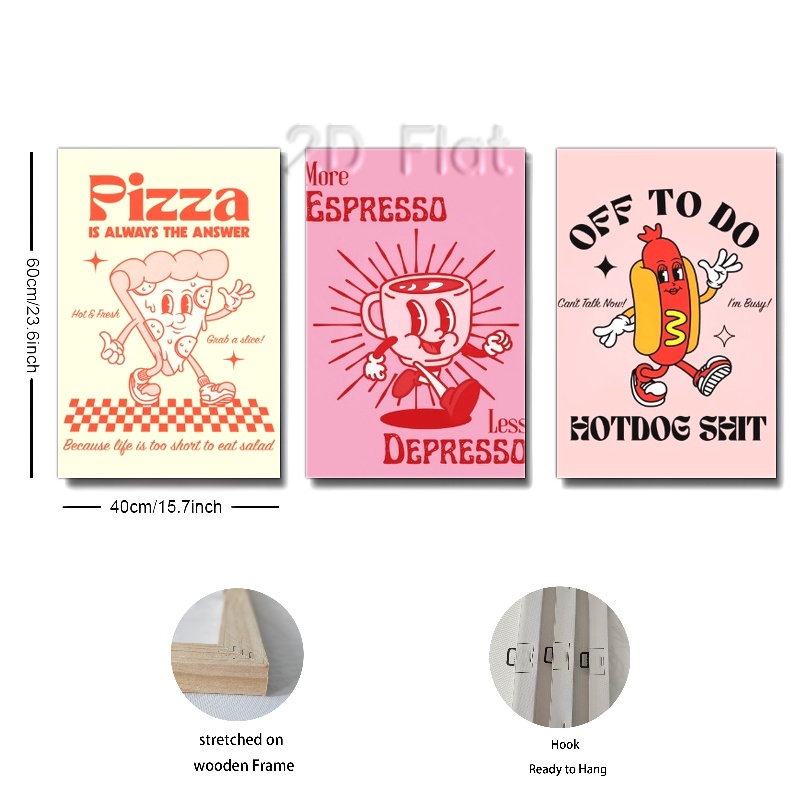 2D Flat
Pizza
IS ALWAYS THE ANSWER
Hot & Fresh
Grab a slice!
Because life is too short to eat salad
More
ESPRESSO
Less
DEPRESSO
OFF TO DO
Can't Talk Now!
I'm Busy!
HOTDOG SHIT
60cm/23.6inch
40cm/15.7inch
stretched on
wooden Frame
Hook
Ready to Hang